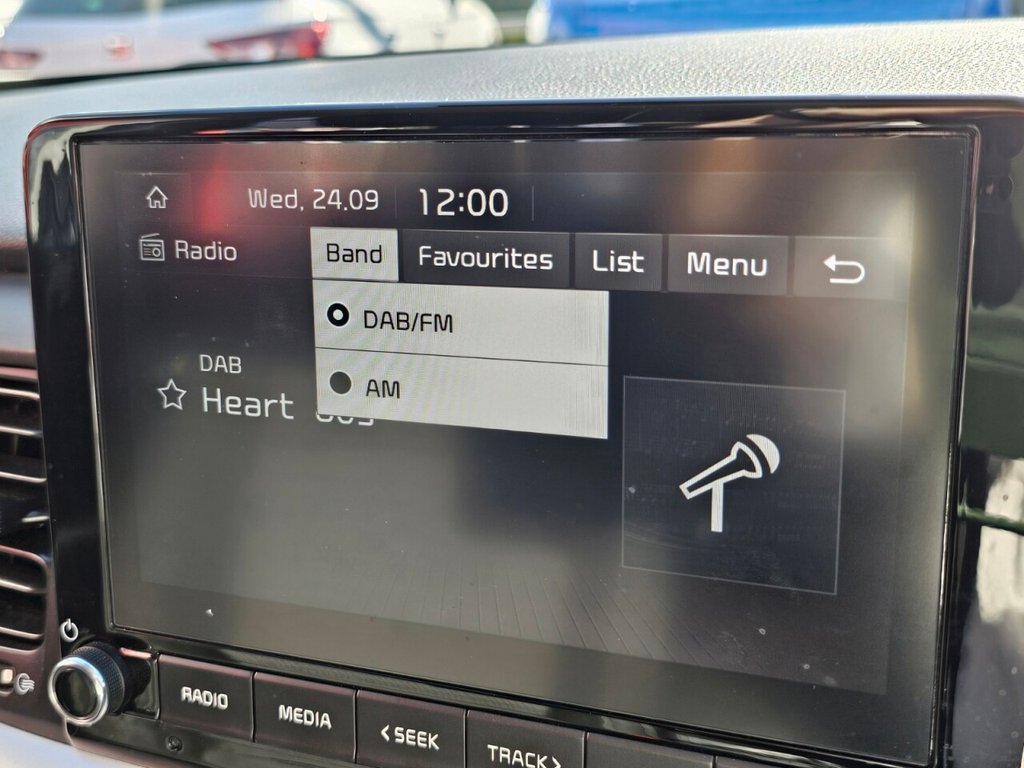 Wed, 24.09 12:00
Radio Band Favourites List Menu
DAB/FM
AM
DAB
Heart
RADIO MEDIA <SEEK TRACK>